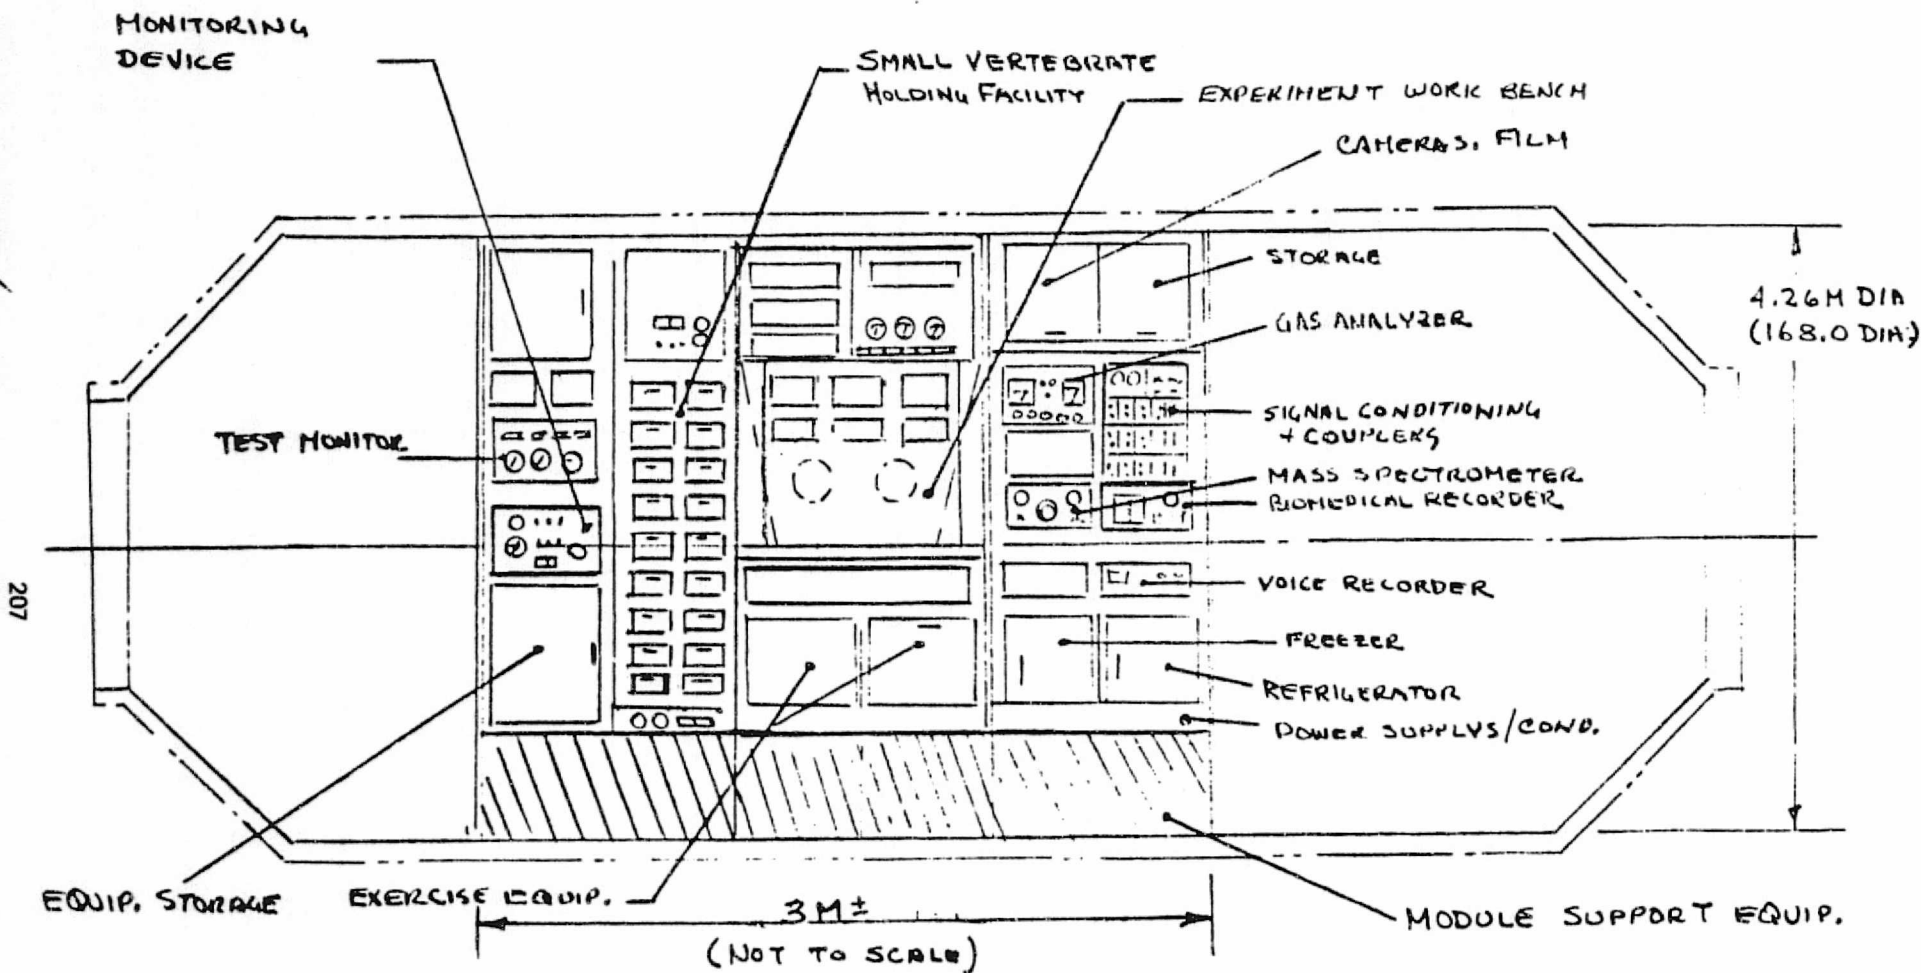 MONITORING
DEVICE
SMALL VERTEBRATE
HOLDING FACILITY
EXPERIMENT WORK BENCH
CAMERAS, FILM
STORAGE
4.26M DIA
(168.0 DIA)
GAS ANALYZER
TEST MONITOR
SIGNAL CONDITIONING
+ COUPLERS
MASS SPECTROMETER
BIOMEDICAL RECORDER
VOICE RECORDER
207
FREEZER
REFRIGERATOR
POWER SUPPLYS/COND.
EQUIP. STORAGE
EXERCISE EQUIP.
3M±
MODULE SUPPORT EQUIP.
(NOT TO SCALE)